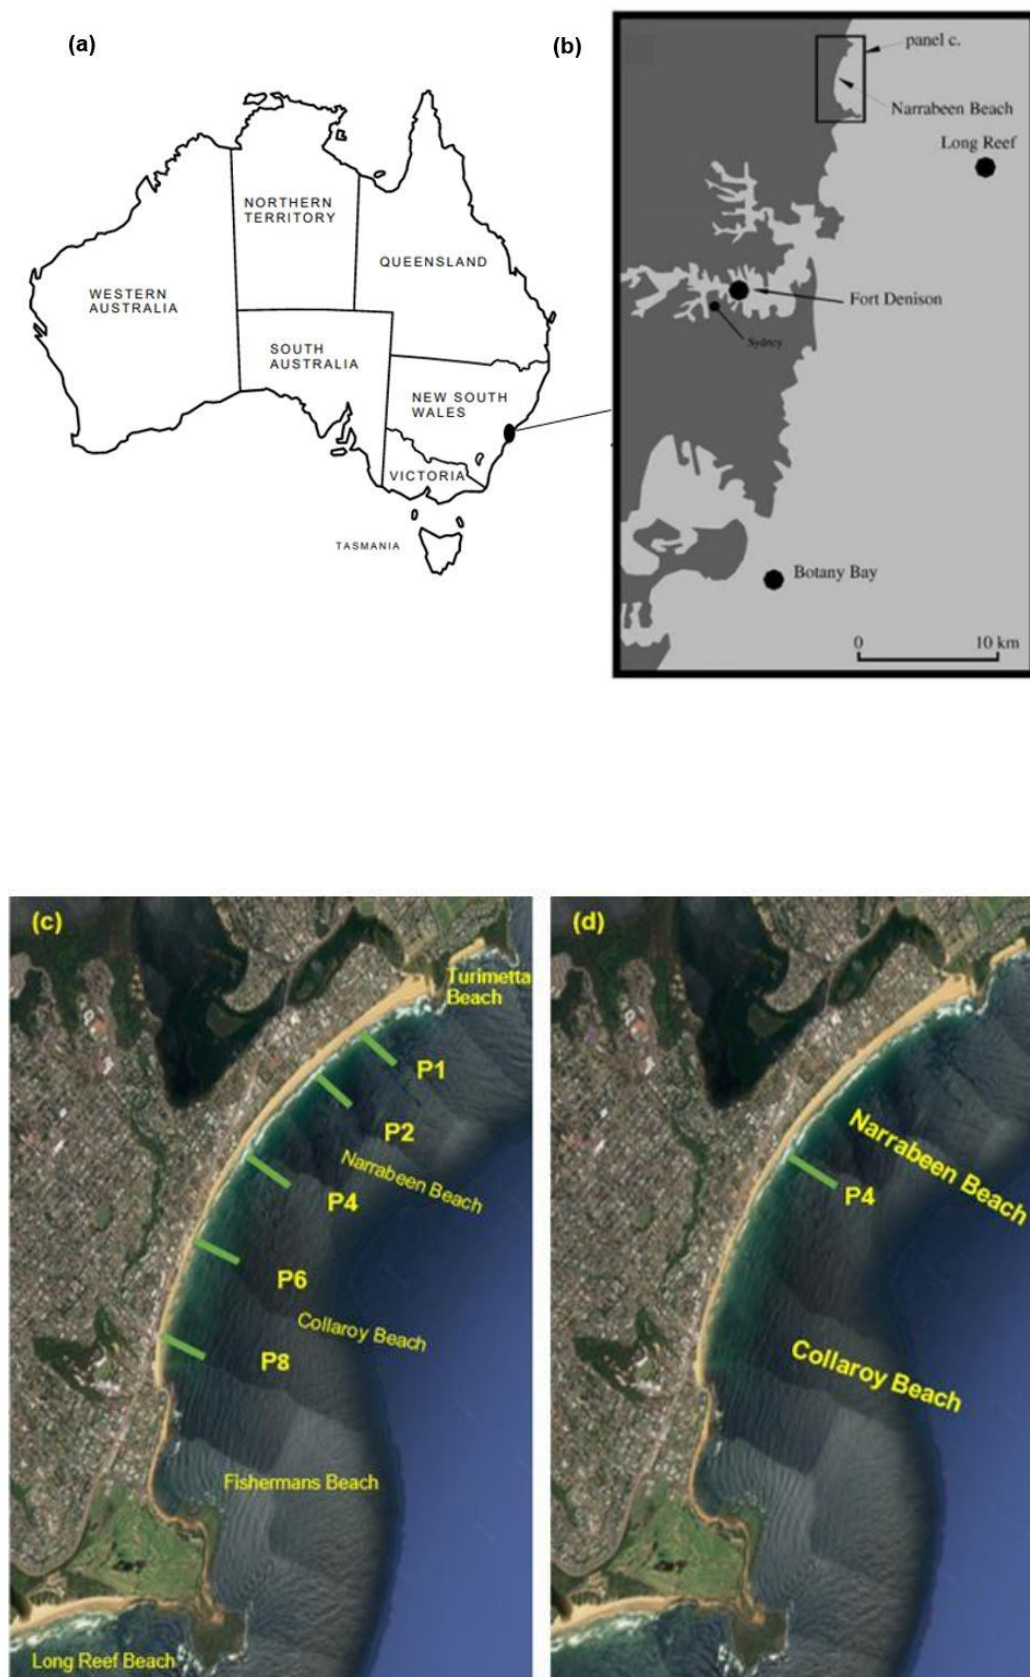 (a)
NORTHERN
TERRITORY
QUEENSLAND
WESTERN
AUSTRALIA
SOUTH
AUSTRALIA
NEW SOUTH
WALES
VICTORIA
TASMANIA
(b)
panel c.
Narrabeen Beach
Long Reef
Fort Denison
Sydney
Botany Bay
0 10 km
(c)
Turimetta
Beach
P1
P2
Narrabeen Beach
P4
P6
Collaroy Beach
P8
Fishermans Beach
Long Reef Beach
(d)
Narrabeen Beach
P4
Collaroy Beach